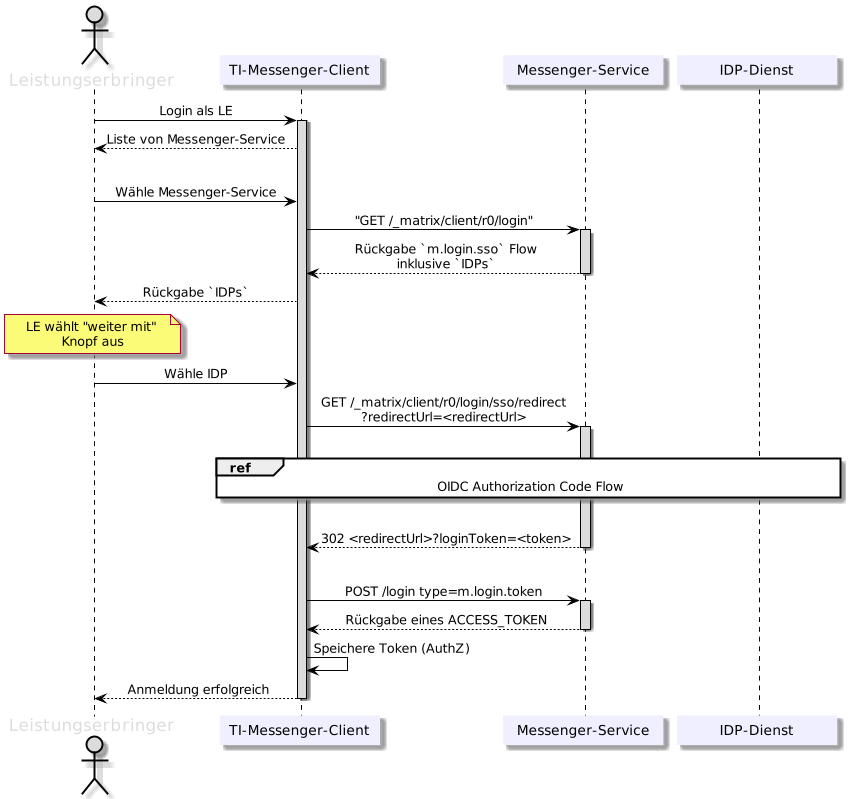 Leistungserbringer
TI-Messenger-Client
Messenger-Service
IDP-Dienst
Login als LE
Liste von Messenger-Service
Wähle Messenger-Service
"GET /_matrix/client/r0/login"
Rückgabe `m.login.sso` Flow
inklusive `IDPs`
Rückgabe `IDPs`
LE wählt "weiter mit"
Knopf aus
Wähle IDP
GET /_matrix/client/r0/login/sso/redirect
?redirectUrl=<redirectUrl>
ref
OIDC Authorization Code Flow
302 <redirectUrl>?loginToken=<token>
POST /login type=m.login.token
Rückgabe eines ACCESS_TOKEN
Speichere Token (AuthZ)
Anmeldung erfolgreich
Leistungserbringer
TI-Messenger-Client
Messenger-Service
IDP-Dienst